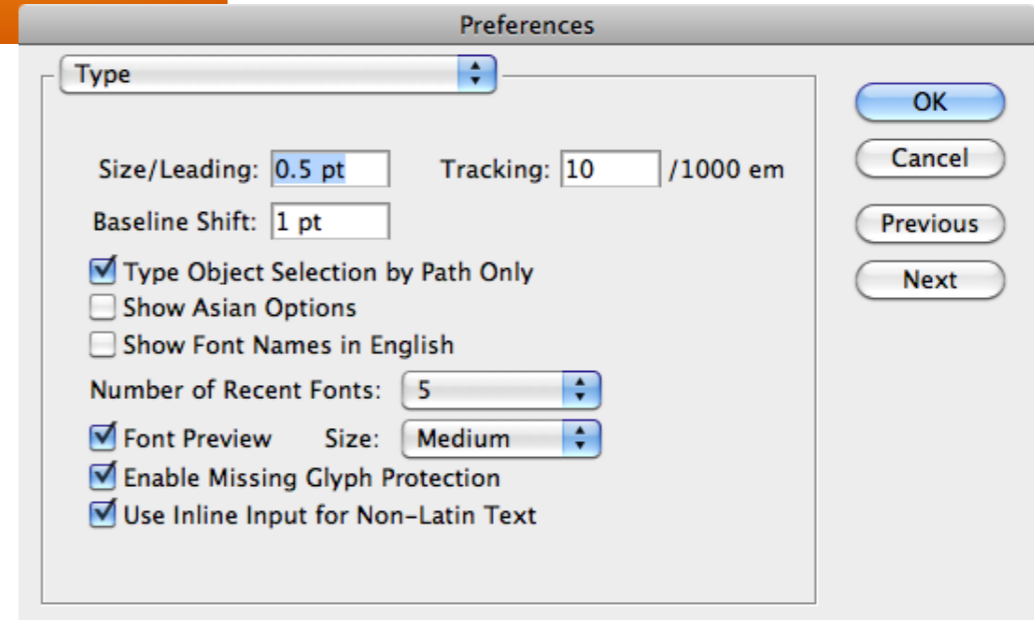 Preferences
Type
Size/Leading: 0.5 pt Tracking: 10 /1000 em
Baseline Shift: 1 pt
Type Object Selection by Path Only
Show Asian Options
Show Font Names in English
Number of Recent Fonts: 5
Font Preview Size: Medium
Enable Missing Glyph Protection
Use Inline Input for Non-Latin Text
OK
Cancel
Previous
Next